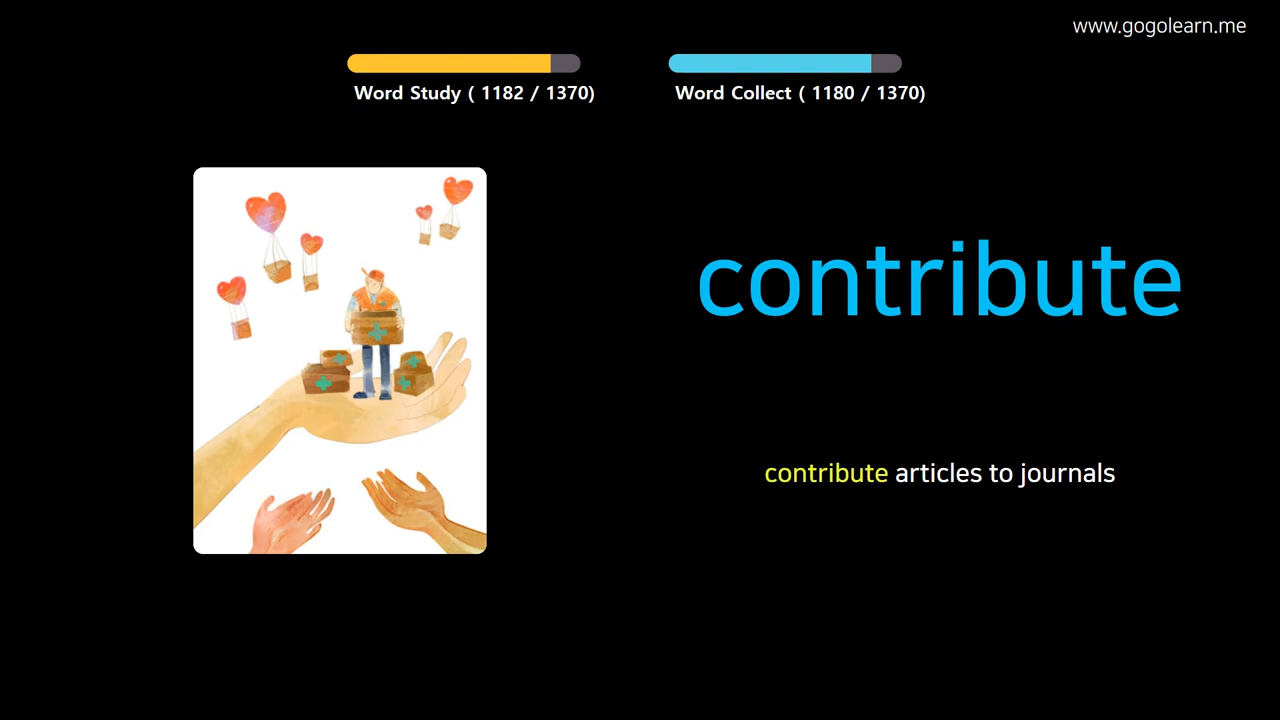 www.gogolearn.me
Word Study ( 1182 / 1370)
Word Collect ( 1180 / 1370)
contribute
contribute articles to journals